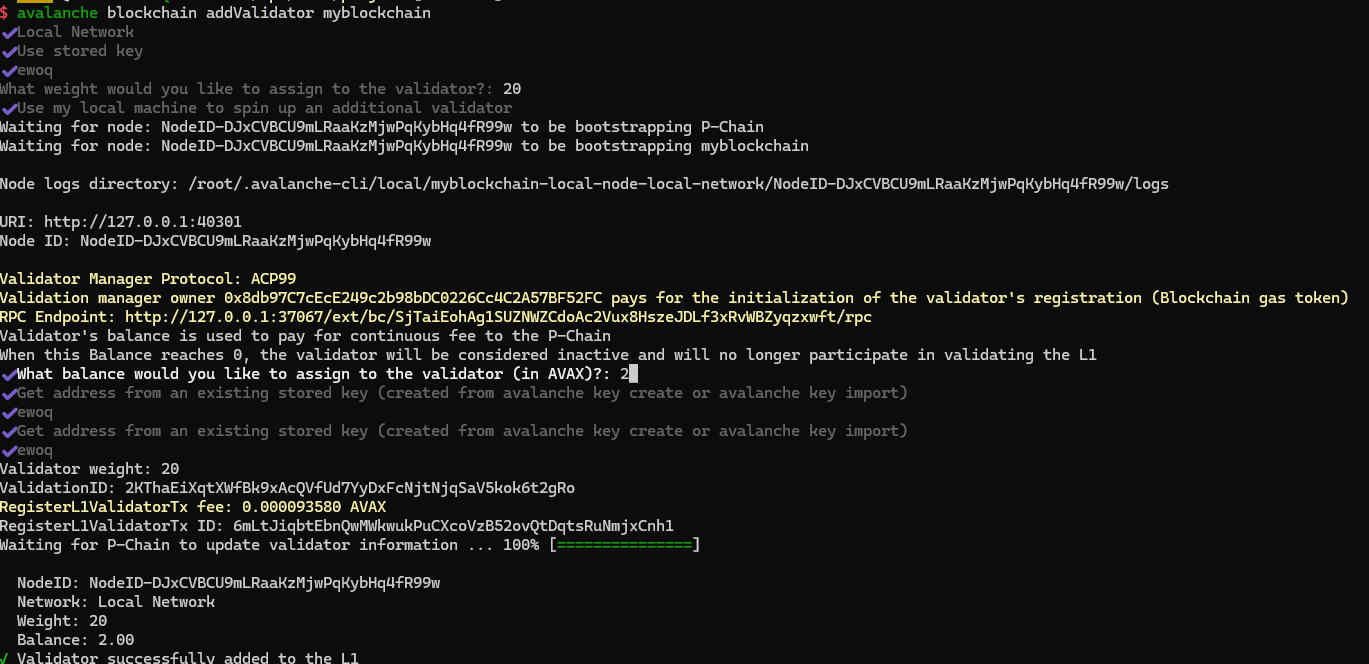 $ avalanche blockchain addValidator myblockchain
✔Local Network
✔Use stored key
✔ewoq
What weight would you like to assign to the validator?: 20
✔Use my local machine to spin up an additional validator
Waiting for node: NodeID-DJxCVBCU9mLRaaKzMjwPqKybHq4fR99w to be bootstrapping P-Chain
Waiting for node: NodeID-DJxCVBCU9mLRaaKzMjwPqKybHq4fR99w to be bootstrapping myblockchain
Node logs directory: /root/.avalanche-cli/local/myblockchain-local-node-local-network/NodeID-DJxCVBCU9mLRaaKzMjwPqKybHq4fR99w/logs
URI: http://127.0.0.1:40301
Node ID: NodeID-DJxCVBCU9mLRaaKzMjwPqKybHq4fR99w
Validator Manager Protocol: ACP99
Validation manager owner 0x8db97C7cEcE249c2b98bDC0226Cc4C2A57BF52FC pays for the initialization of the validator's registration (Blockchain gas token)
RPC Endpoint: http://127.0.0.1:37067/ext/bc/SjTaiEohAg1SUZNWZCdoAc2Vux8HszeJDLf3xRvWBZyqzxwft/rpc
Validator's balance is used to pay for continuous fee to the P-Chain
When this Balance reaches 0, the validator will be considered inactive and will no longer participate in validating the L1
✔What balance would you like to assign to the validator (in AVAX)?: 2
✔Get address from an existing stored key (created from avalanche key create or avalanche key import)
✔ewoq
✔Get address from an existing stored key (created from avalanche key create or avalanche key import)
✔ewoq
Validator weight: 20
ValidationID: 2KThaEiXqtXWfBk9xAcQVfUd7YyDxFcNjtNjqSaV5kok6t2gRo
RegisterL1ValidatorTx fee: 0.000093580 AVAX
RegisterL1ValidatorTx ID: 6mLtJiqbtEbnQwMWkwukPuCXcoVzB52ovQtDqtsRuNmjxCnh1
Waiting for P-Chain to update validator information ... 100% [===============]
NodeID: NodeID-DJxCVBCU9mLRaaKzMjwPqKybHq4fR99w
Network: Local Network
Weight: 20
Balance: 2.00
✓ Validator successfully added to the L1